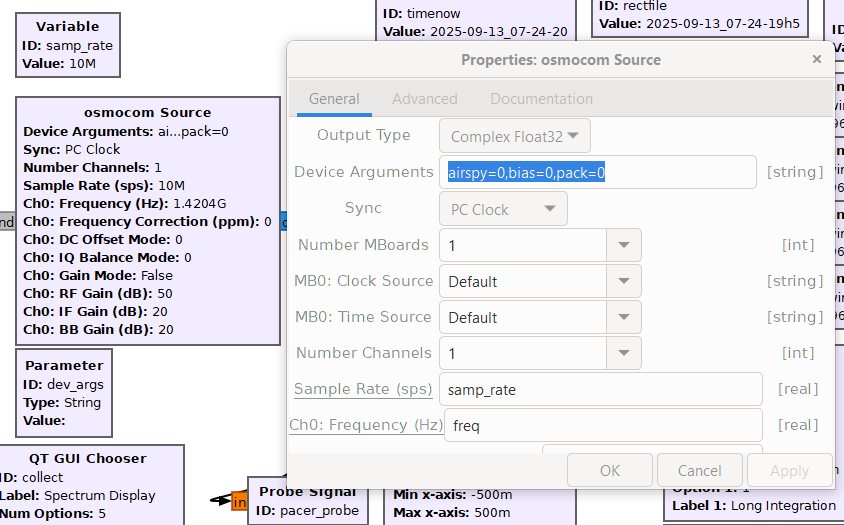 Variable
ID: samp_rate
Value: 10M
ID: timenow
Value: 2025-09-13_07-24-20
ID: rectfile
Value: 2025-09-13_07-24-19h5
osmocom Source
Device Arguments: ai...pack=0
Sync: PC Clock
Number Channels: 1
Sample Rate (sps): 10M
Ch0: Frequency (Hz): 1.4204G
Ch0: Frequency Correction (ppm): 0
Ch0: DC Offset Mode: 0
Ch0: IQ Balance Mode: 0
Ch0: Gain Mode: False
Ch0: RF Gain (dB): 50
Ch0: IF Gain (dB): 20
Ch0: BB Gain (dB): 20
Parameter
ID: dev_args
Type: String
Value:
QT GUI Chooser
ID: collect
Label: Spectrum Display
Num Options: 5
in
Probe Signal
ID: pacer_probe
Min x-axis: -500m
Max x-axis: 500m
Label 1: Long Integration
Properties: osmocom Source
×
General
Advanced
Documentation
Output Type
Complex Float32
Device Arguments
airspy=0,bias=0,pack=0
[string]
Sync
PC Clock
Number MBoards
1
[int]
MB0: Clock Source
Default
[string]
MB0: Time Source
Default
[string]
Number Channels
1
[int]
Sample Rate (sps)
samp_rate
[real]
Ch0: Frequency (Hz)
freq
[real]
OK
Cancel
Apply